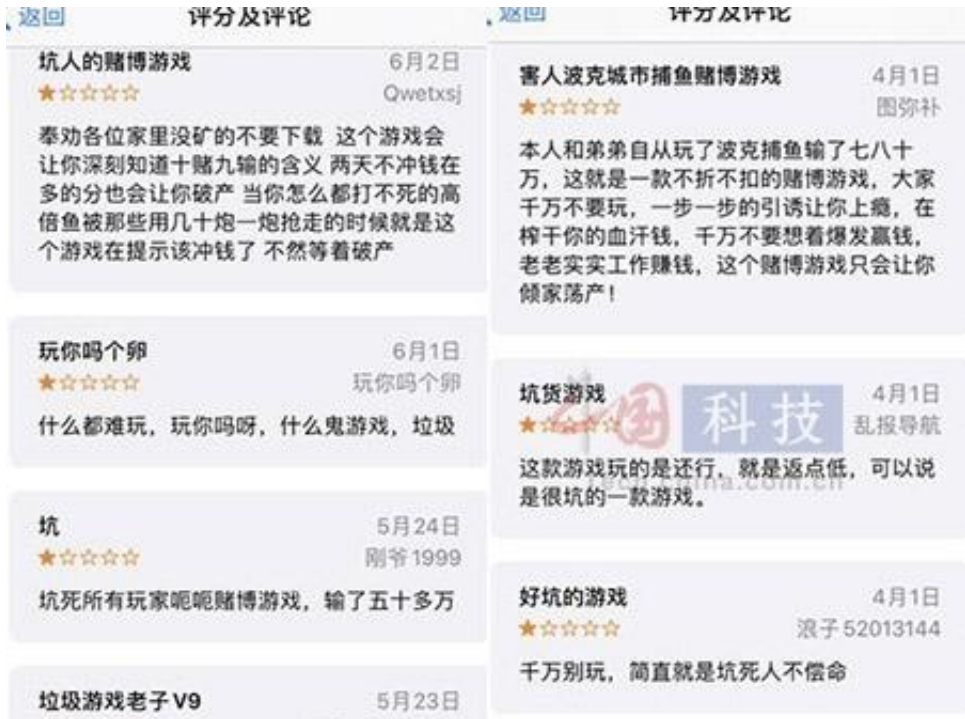 返回
评分及评论
坑人的赌博游戏
6月2日
Qwetxsj
奉劝各位家里没矿的不要下载 这个游戏会
让你深刻知道十赌九输的含义 两天不冲钱在
多的分也会让你破产 当你怎么都打不死的高
倍鱼被那些用几十炮一炮抢走的时候就是这
个游戏在提示该冲钱了 不然等着破产
玩你吗个卵
6月1日
玩你吗个卵
什么都难玩，玩你吗呀，什么鬼游戏，垃圾
坑
5月24日
刚爷1999
坑死所有玩家呃呃赌博游戏，输了五十多万
垃圾游戏老子V9
5月23日
返回
评分及评论
害人波克城市捕鱼赌博游戏
4月1日
图弥补
本人和弟弟自从玩了波克捕鱼输了七八十
万，这就是一款不折不扣的赌博游戏，大家
千万不要玩，一步一步的引诱让你上瘾，在
榨干你的血汗钱，千万不要想着爆发赢钱，
老老实实工作赚钱，这个赌博游戏只会让你
倾家荡产！
坑货游戏
4月1日
乱报导航
这款游戏玩的是还行，就是返点低，可以说
是很坑的一款游戏。
中国科技
tech.china.com.cn
好坑的游戏
4月1日
浪子52013144
千万别玩，简直就是坑死人不偿命